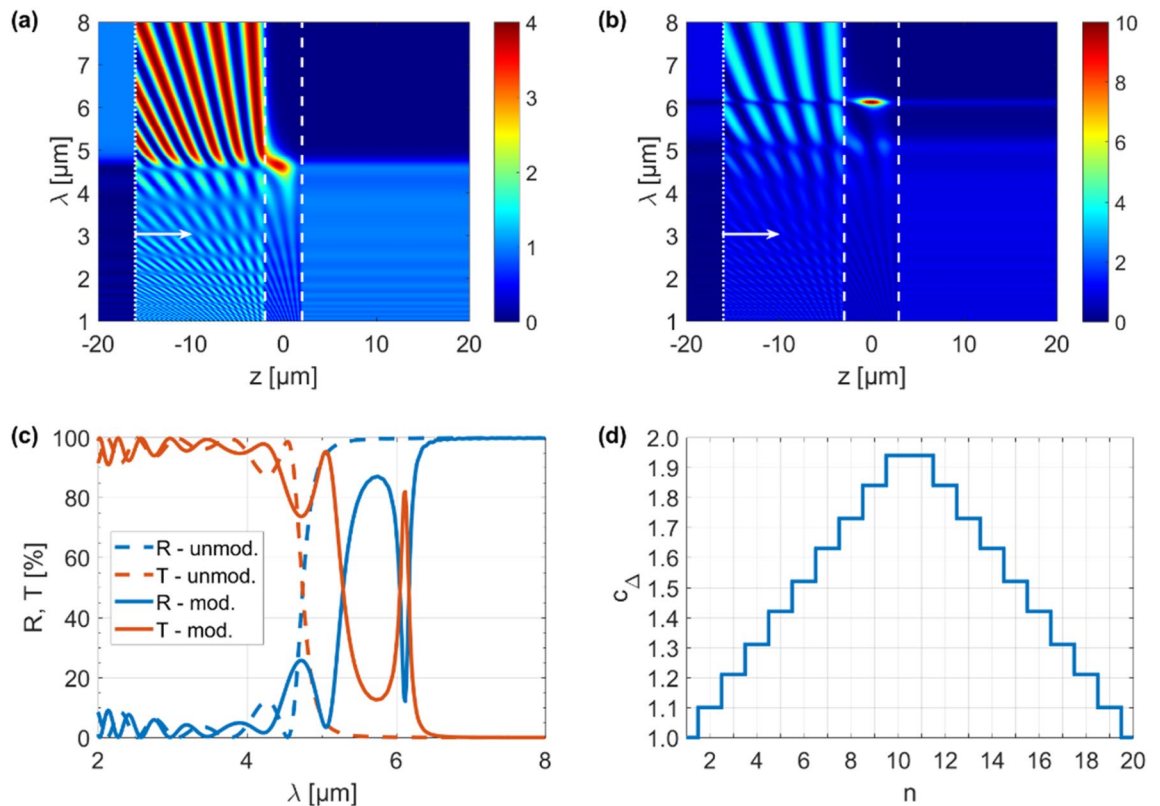 (a)
8
7
6
5
4
3
2
1
λ [µm]
-20 -10 0 10 20
z [µm]
4
3
2
1
0
(b)
8
7
6
5
4
3
2
1
λ [µm]
-20 -10 0 10 20
z [µm]
10
8
6
4
2
0
(c)
100
80
60
40
20
0
R, T [%]
R - unmod.
T - unmod.
R - mod.
T - mod.
2 4 6 8
λ [µm]
(d)
2.0
1.9
1.8
1.7
1.6
1.5
1.4
1.3
1.2
1.1
1.0
c△
2 4 6 8 10 12 14 16 18 20
n